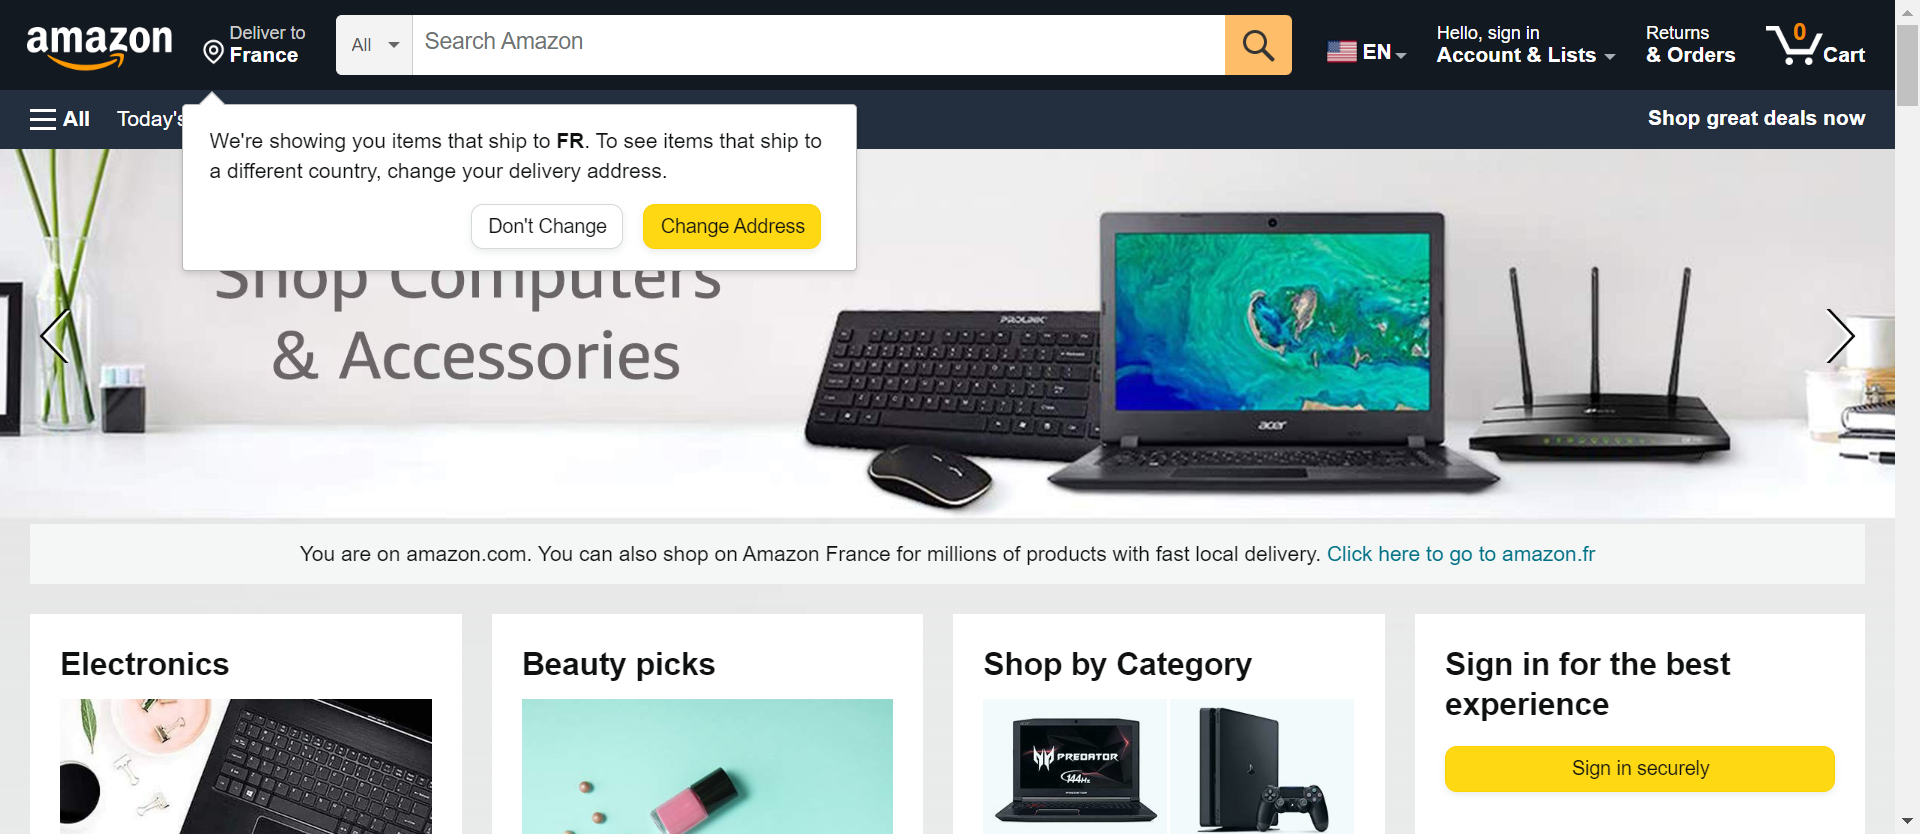 amazon
Deliver to
France
All
Search Amazon
EN
Hello, sign in
Account & Lists
Returns
& Orders
0
Cart
All
Today's
Shop great deals now
We're showing you items that ship to FR. To see items that ship to
a different country, change your delivery address.
Don't Change
Change Address
Shop Computers
& Accessories
PROLINK
acer
You are on amazon.com. You can also shop on Amazon France for millions of products with fast local delivery. Click here to go to amazon.fr
Electronics
Beauty picks
Shop by Category
Sign in for the best
experience
PREDATOR
144Hz
Sign in securely